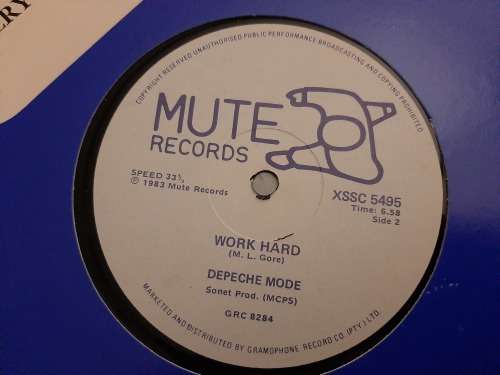 ERY
COPYRIGHT RESERVED UNAUTHORISED PUBLIC PERFORMANCE BROADCASTING AND COPYING PROHIBITED
MUTE
RECORDS
SPEED 33⅓
℗ 1983 Mute Records
XSSC 5495
Time: 6.58
Side 2
WORK HARD
(M. L. Gore)
DEPECHE MODE
Sonet Prod. (MCPS)
GRC 8284
MARKETED AND DISTRIBUTED BY GRAMOPHONE RECORD CO (PTY) LTD.